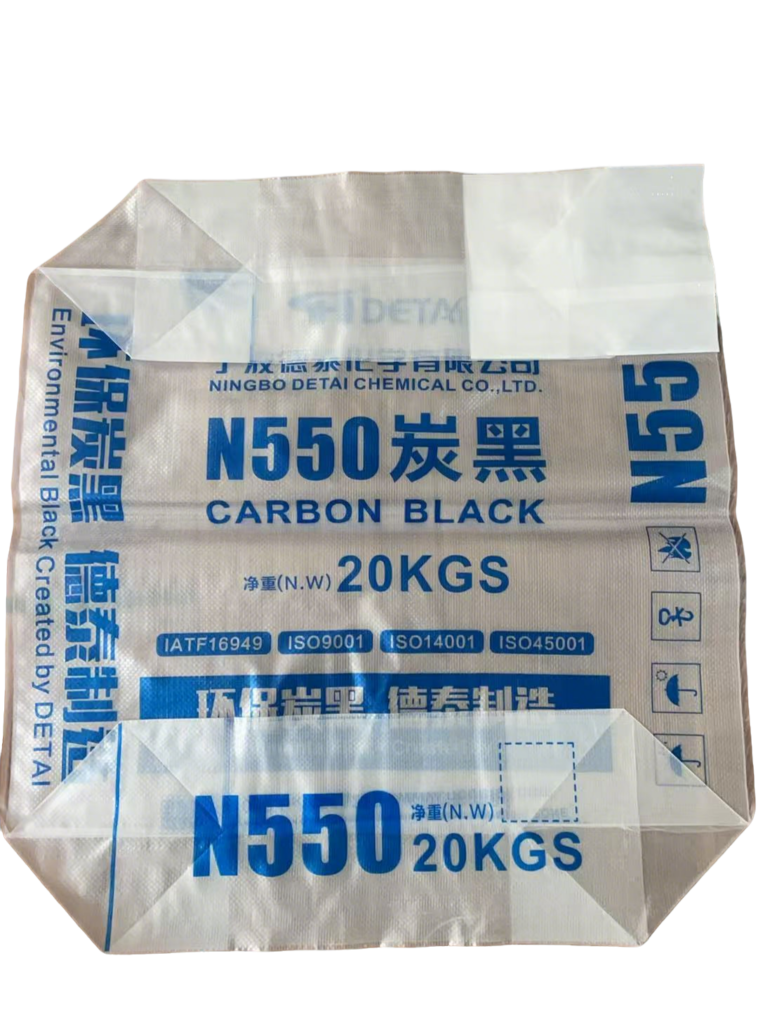 DETAI
宁波德泰化学有限公司
NINGBO DETAI CHEMICAL CO.,LTD.
N550炭黑
CARBON BLACK
净重(N.W) 20KGS
IATF16949 ISO9001 ISO14001 ISO45001
环保炭黑 德泰制造
N550 净重(N.W)
20KGS
环保炭黑 德泰制造
Environmental Black Created by DETAI
N55